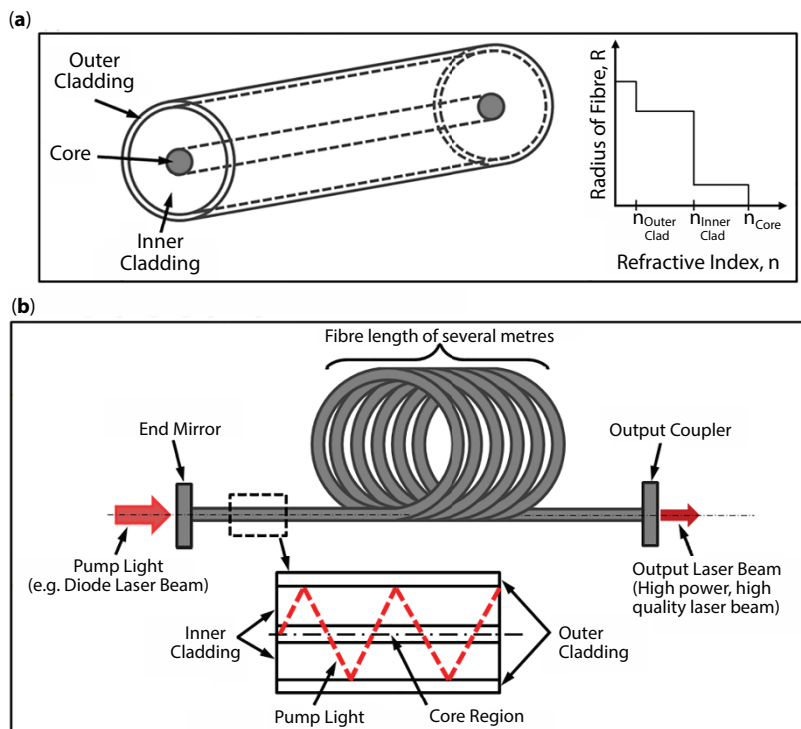 (a)
Outer
Cladding
Core
Inner
Cladding
Radius of Fibre, R
nOuter Clad
nInner Clad
nCore
Refractive Index, n
(b)
Fibre length of several metres
End Mirror
Output Coupler
Pump Light
(e.g. Diode Laser Beam)
Output Laser Beam
(High power, high
quality laser beam)
Inner
Cladding
Outer
Cladding
Pump Light
Core Region